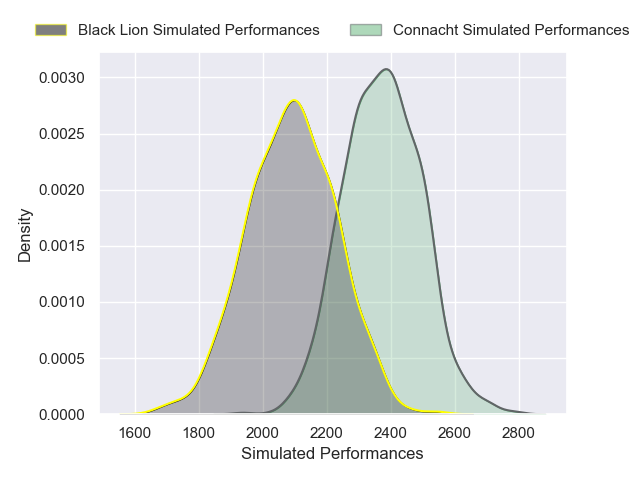 Black Lion Simulated Performances
Connacht Simulated Performances
0.0030
0.0025
0.0020
0.0015
0.0010
0.0005
0.0000
Density
1600 1800 2000 2200 2400 2600 2800
Simulated Performances